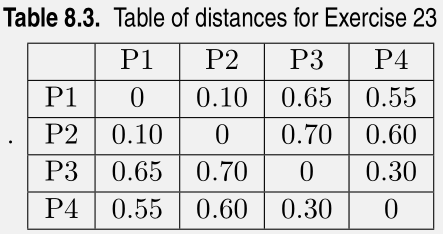 Table 8.3. Table of distances for Exercise 23
P1 P2 P3 P4
P1 0 0.10 0.65 0.55
P2 0.10 0 0.70 0.60
P3 0.65 0.70 0 0.30
P4 0.55 0.60 0.30 0